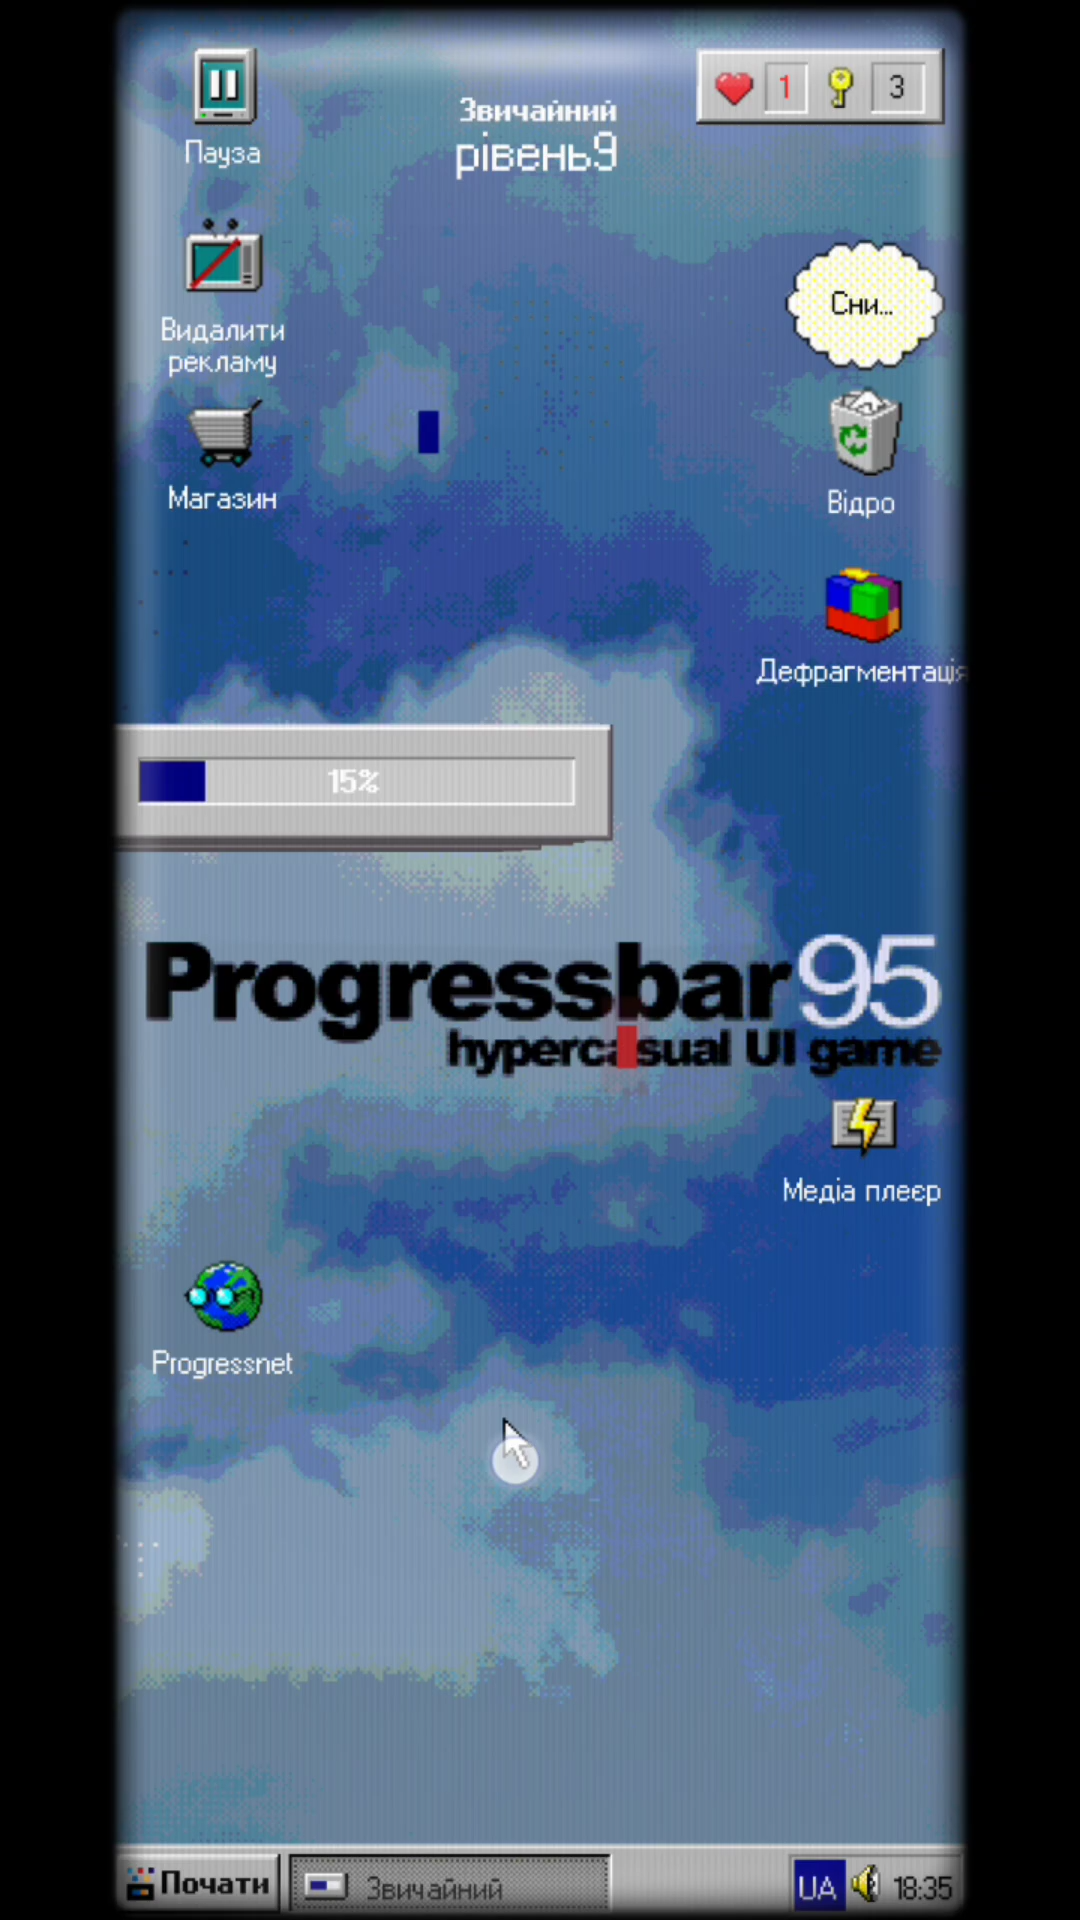 Пауза
Звичайний
рівень9
1
3
Видалити
рекламу
Сни...
Магазин
Відро
Дефрагментація
15%
Progressbar95
hypercasual UI game
Медіа плеєр
Progressnet
Почати
Звичайний
UA
18:35